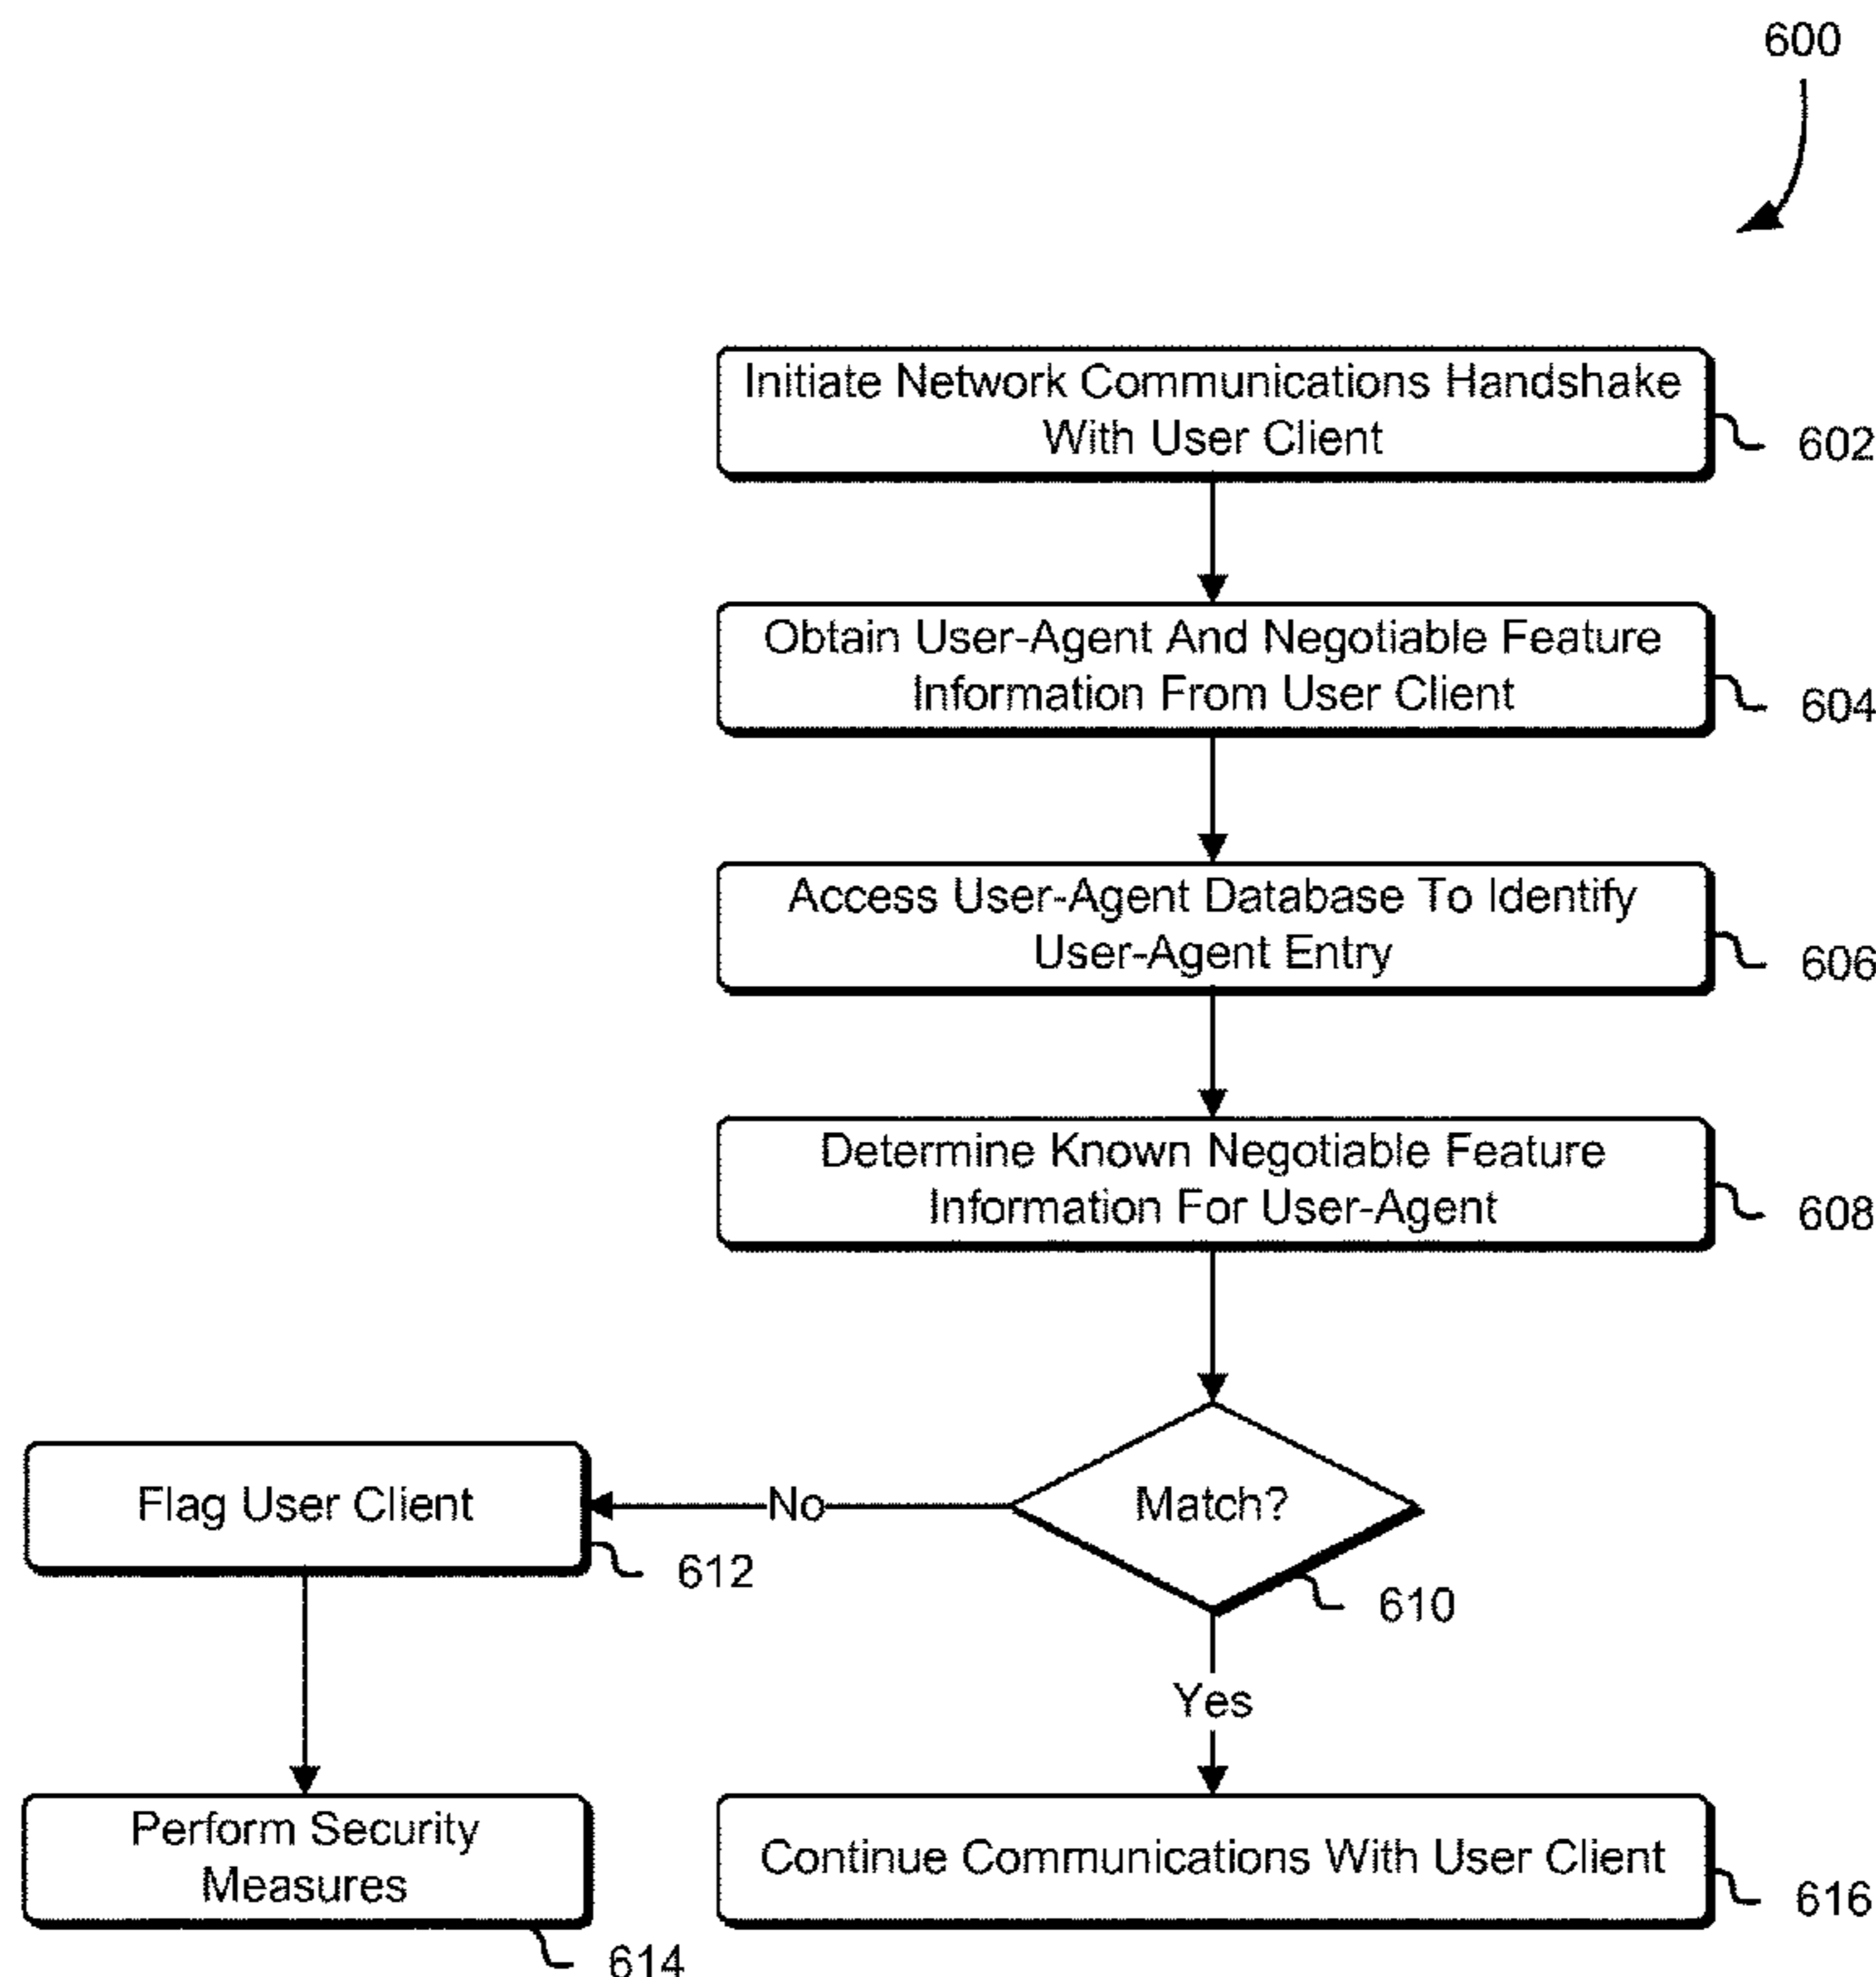 600
Initiate Network Communications Handshake
With User Client
602
Obtain User-Agent And Negotiable Feature
Information From User Client
604
Access User-Agent Database To Identify
User-Agent Entry
606
Determine Known Negotiable Feature
Information For User-Agent
608
Flag User Client
612
No
Match?
610
Yes
Perform Security
Measures
614
Continue Communications With User Client
616